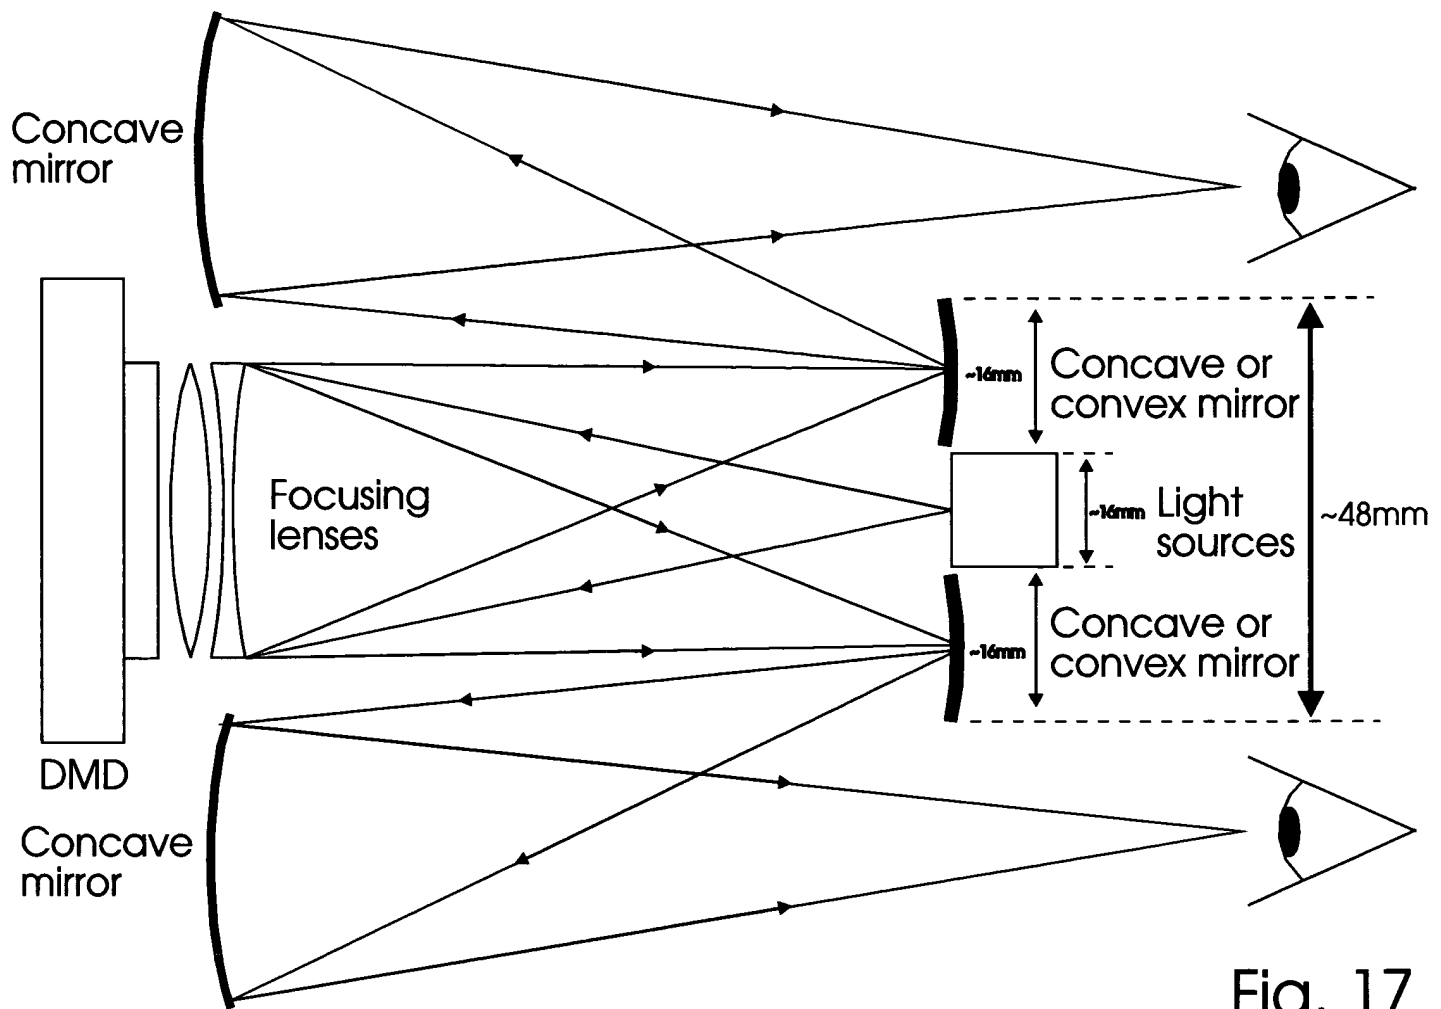 Concave
mirror
~16mm
Concave or
convex mirror
Focusing
lenses
~16mm
Light
sources
~48mm
~16mm
Concave or
convex mirror
DMD
Concave
mirror
Fig. 17